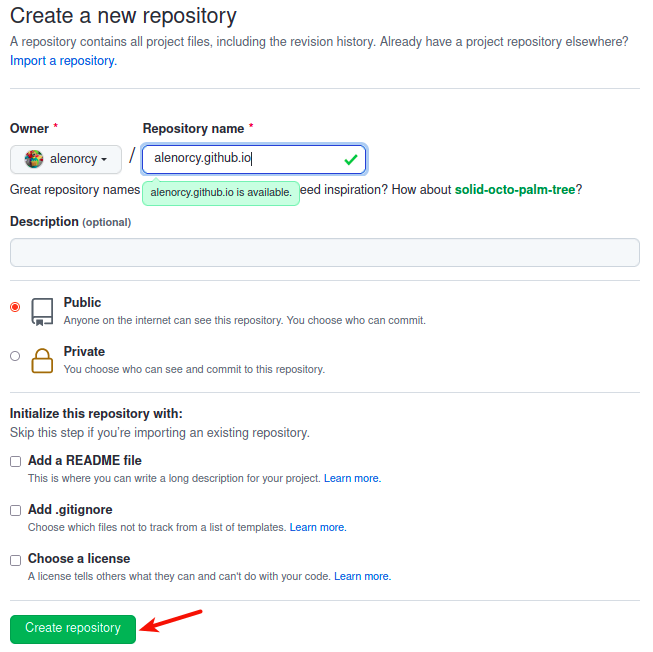 Create a new repository
A repository contains all project files, including the revision history. Already have a project repository elsewhere?
Import a repository.
Owner * Repository name *
alenorcy / alenorcy.github.io
Great repository names eed inspiration? How about solid-octo-palm-tree?
alenorcy.github.io is available.
Description (optional)
Public
Anyone on the internet can see this repository. You choose who can commit.
Private
You choose who can see and commit to this repository.
Initialize this repository with:
Skip this step if you're importing an existing repository.
Add a README file
This is where you can write a long description for your project. Learn more.
Add .gitignore
Choose which files not to track from a list of templates. Learn more.
Choose a license
A license tells others what they can and can't do with your code. Learn more.
Create repository